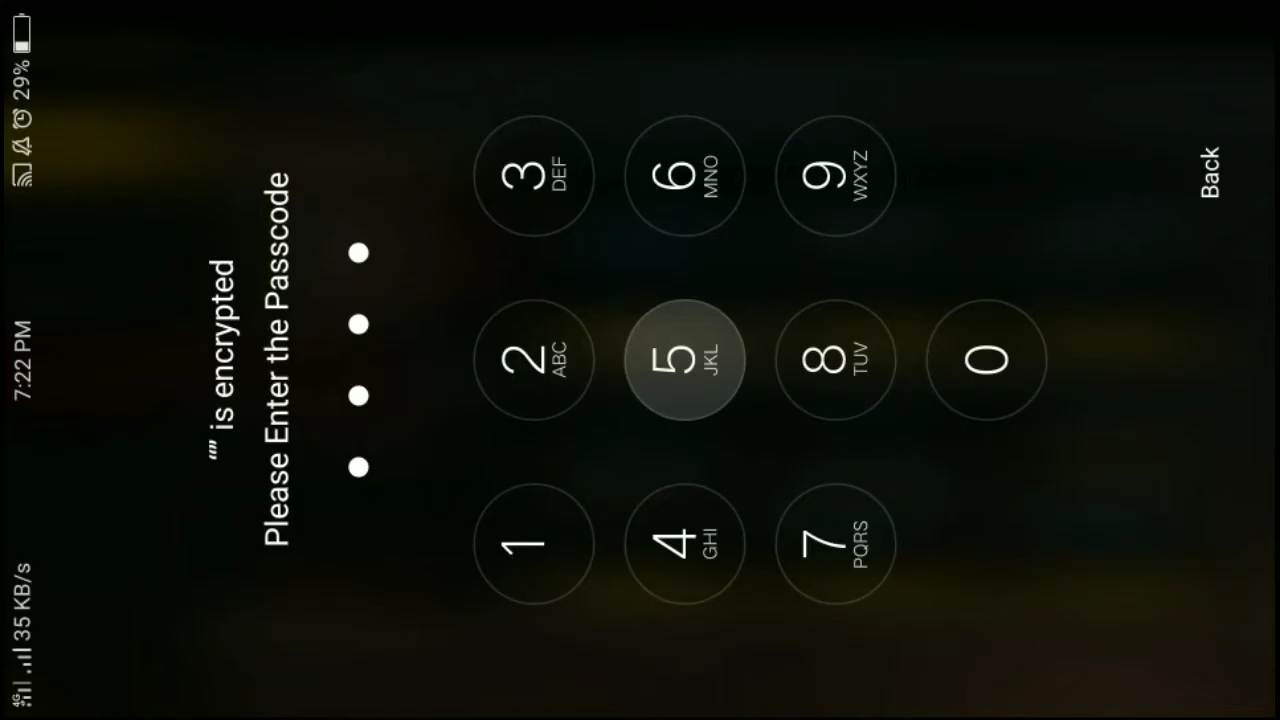 4G 35 KB/s 7:22 PM 29%
"" is encrypted
Please Enter the Passcode
1 2 ABC 3 DEF
4 GHI 5 JKL 6 MNO
7 PQRS 8 TUV 9 WXYZ
0
Back